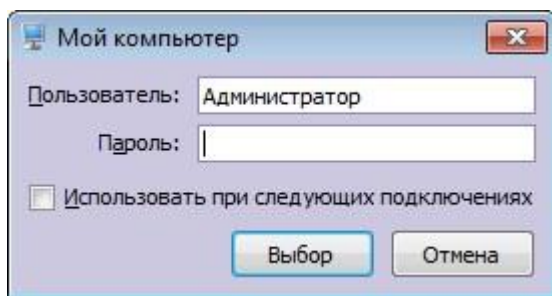 Мой компьютер
Пользователь: Администратор
Пароль:
Использовать при следующих подключениях
Выбор Отмена